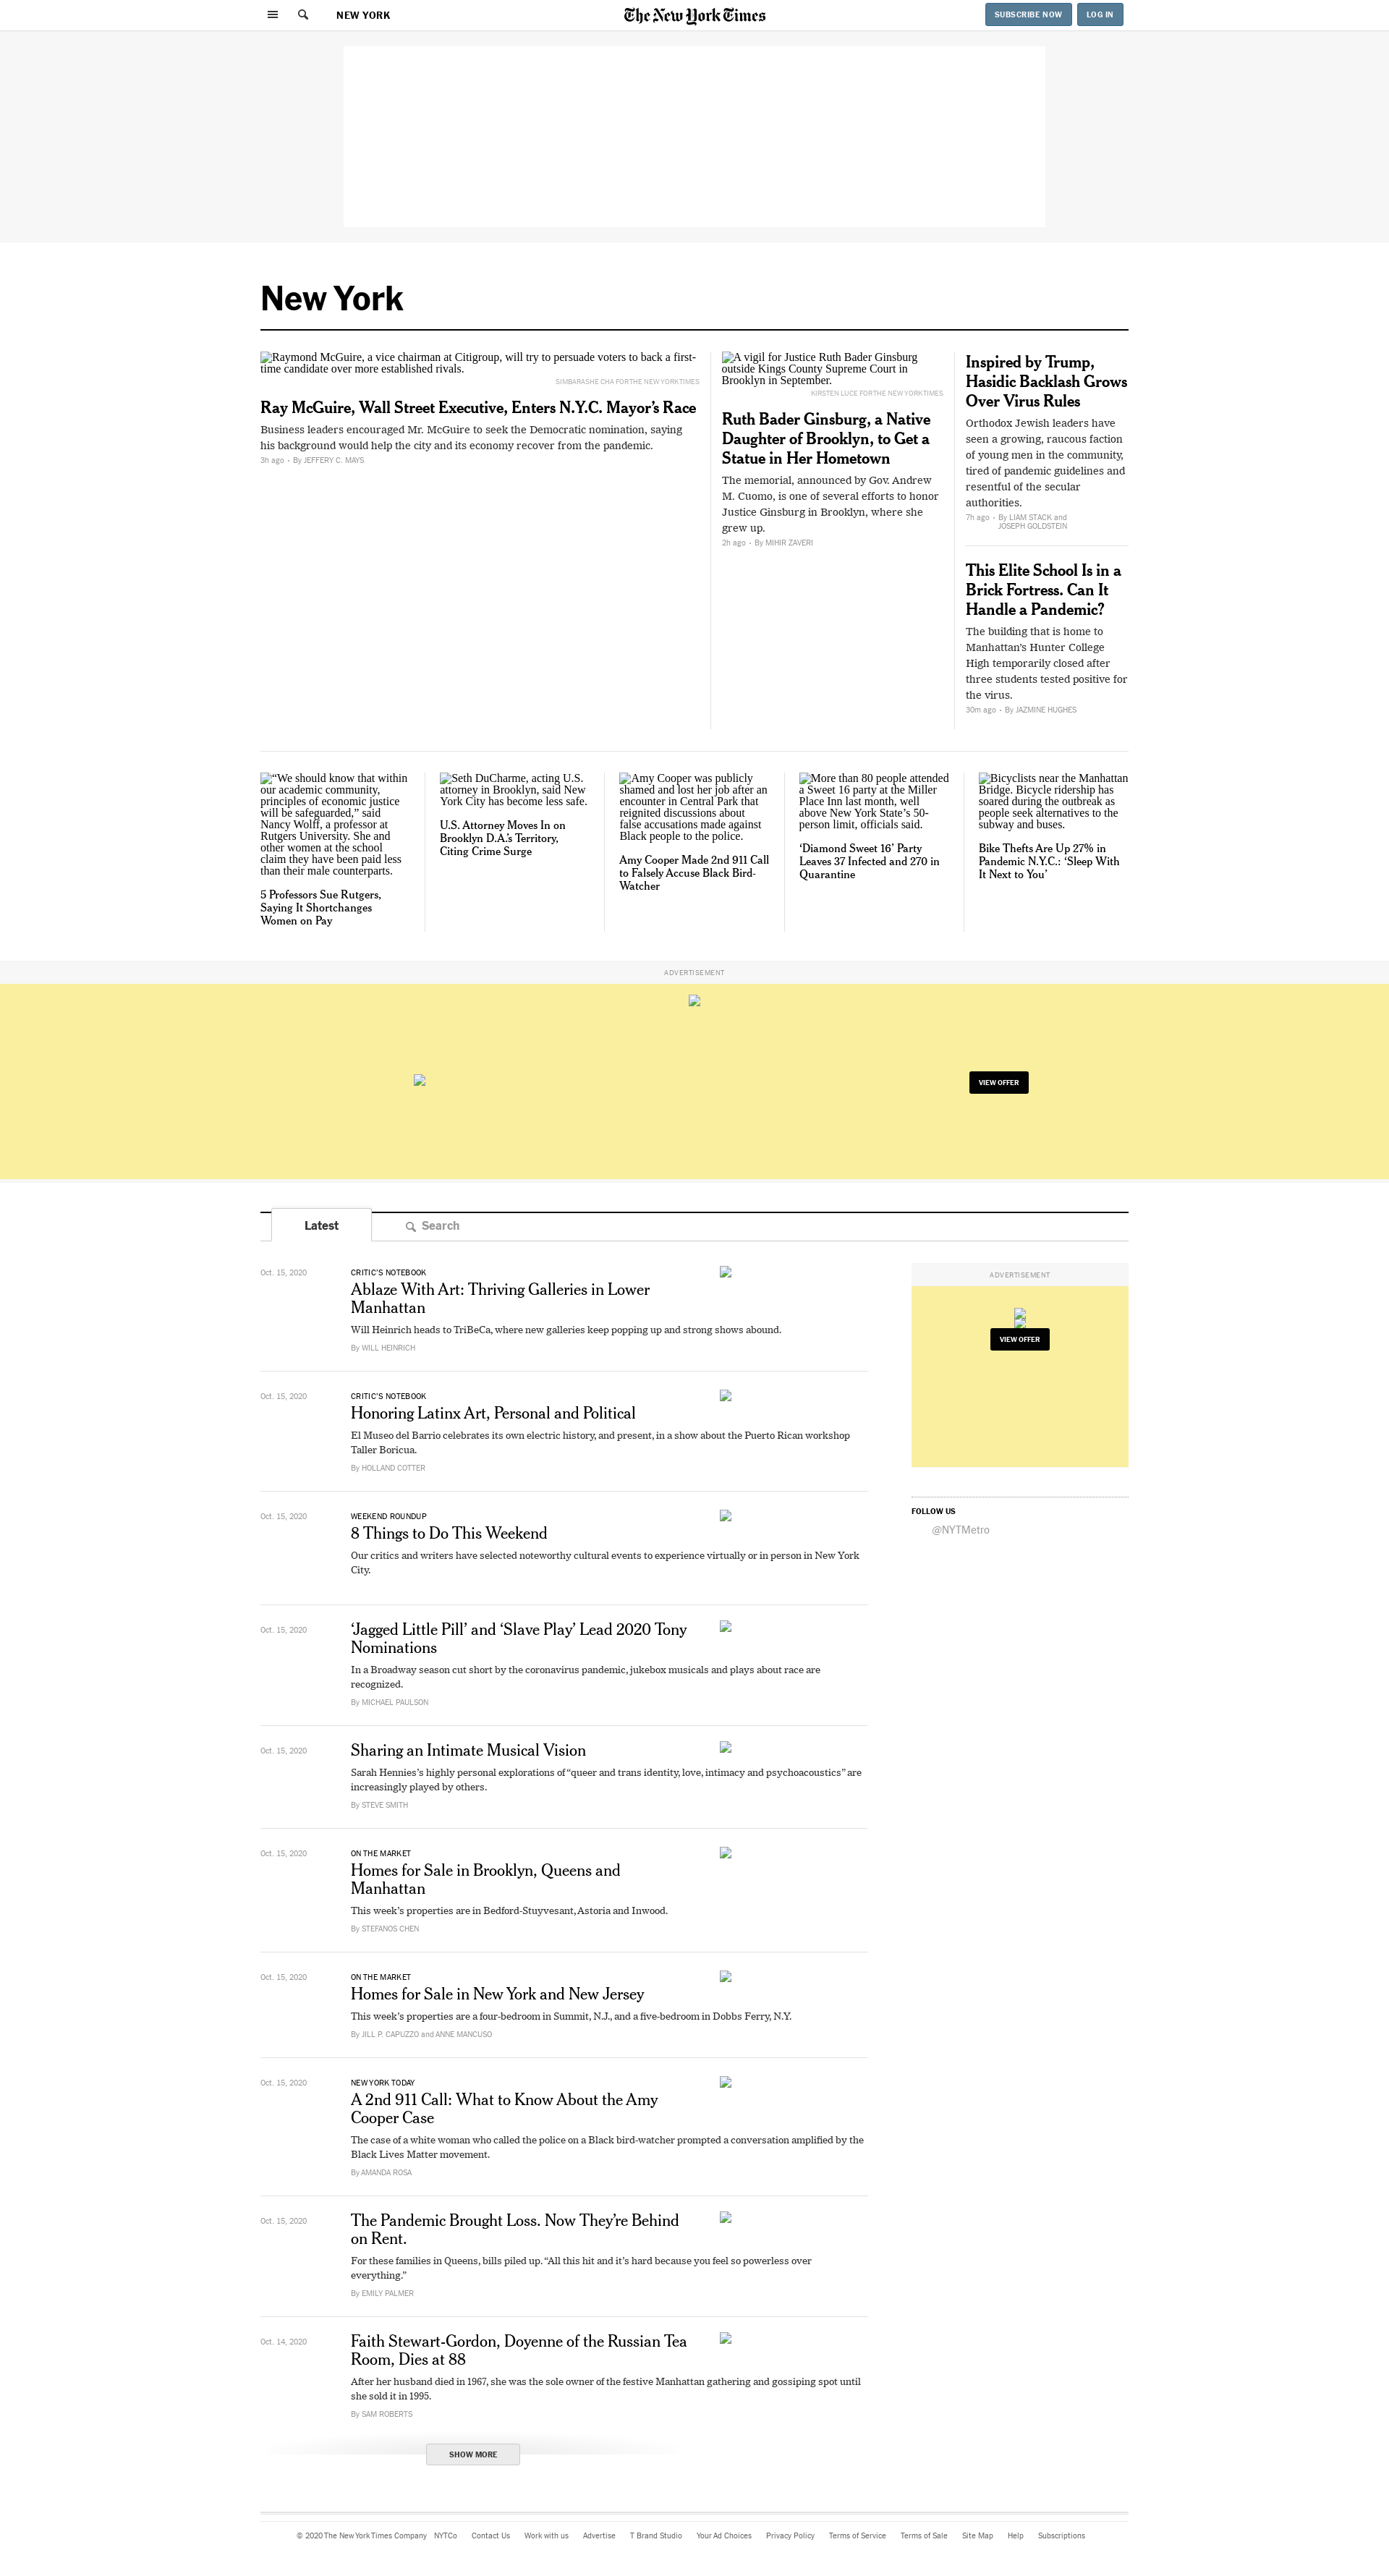 NEW YORK
The New York Times
SUBSCRIBE NOW
LOG IN
New York
Raymond McGuire, a vice chairman at Citigroup, will try to persuade voters to back a first-
time candidate over more established rivals.
SIMBARASHE CHA FOR THE NEW YORK TIMES
Ray McGuire, Wall Street Executive, Enters N.Y.C. Mayor’s Race
Business leaders encouraged Mr. McGuire to seek the Democratic nomination, saying
his background would help the city and its economy recover from the pandemic.
3h ago • By JEFFERY C. MAYS
A vigil for Justice Ruth Bader Ginsburg
outside Kings County Supreme Court in
Brooklyn in September.
KIRSTEN LUCE FOR THE NEW YORK TIMES
Ruth Bader Ginsburg, a Native
Daughter of Brooklyn, to Get a
Statue in Her Hometown
The memorial, announced by Gov. Andrew
M. Cuomo, is one of several efforts to honor
Justice Ginsburg in Brooklyn, where she
grew up.
2h ago • By MIHIR ZAVERI
Inspired by Trump,
Hasidic Backlash Grows
Over Virus Rules
Orthodox Jewish leaders have
seen a growing, raucous faction
of young men in the community,
tired of pandemic guidelines and
resentful of the secular
authorities.
7h ago • By LIAM STACK and
JOSEPH GOLDSTEIN
This Elite School Is in a
Brick Fortress. Can It
Handle a Pandemic?
The building that is home to
Manhattan’s Hunter College
High temporarily closed after
three students tested positive for
the virus.
30m ago • By JAZMINE HUGHES
“We should know that within
our academic community,
principles of economic justice
will be safeguarded,” said
Nancy Wolff, a professor at
Rutgers University. She and
other women at the school
claim they have been paid less
than their male counterparts.
5 Professors Sue Rutgers,
Saying It Shortchanges
Women on Pay
Seth DuCharme, acting U.S.
attorney in Brooklyn, said New
York City has become less safe.
U.S. Attorney Moves In on
Brooklyn D.A.’s Territory,
Citing Crime Surge
Amy Cooper was publicly
shamed and lost her job after an
encounter in Central Park that
reignited discussions about
false accusations made against
Black people to the police.
Amy Cooper Made 2nd 911 Call
to Falsely Accuse Black Bird-
Watcher
More than 80 people attended
a Sweet 16 party at the Miller
Place Inn last month, well
above New York State’s 50-
person limit, officials said.
‘Diamond Sweet 16’ Party
Leaves 37 Infected and 270 in
Quarantine
Bicyclists near the Manhattan
Bridge. Bicycle ridership has
soared during the outbreak as
people seek alternatives to the
subway and buses.
Bike Thefts Are Up 27% in
Pandemic N.Y.C.: ‘Sleep With
It Next to You’
ADVERTISEMENT
VIEW OFFER
Latest
Search
Oct. 15, 2020
CRITIC’S NOTEBOOK
Ablaze With Art: Thriving Galleries in Lower
Manhattan
Will Heinrich heads to TriBeCa, where new galleries keep popping up and strong shows abound.
By WILL HEINRICH
Oct. 15, 2020
CRITIC’S NOTEBOOK
Honoring Latinx Art, Personal and Political
El Museo del Barrio celebrates its own electric history, and present, in a show about the Puerto Rican workshop
Taller Boricua.
By HOLLAND COTTER
Oct. 15, 2020
WEEKEND ROUNDUP
8 Things to Do This Weekend
Our critics and writers have selected noteworthy cultural events to experience virtually or in person in New York
City.
Oct. 15, 2020
‘Jagged Little Pill’ and ‘Slave Play’ Lead 2020 Tony
Nominations
In a Broadway season cut short by the coronavirus pandemic, jukebox musicals and plays about race are
recognized.
By MICHAEL PAULSON
Oct. 15, 2020
Sharing an Intimate Musical Vision
Sarah Hennies’s highly personal explorations of “queer and trans identity, love, intimacy and psychoacoustics” are
increasingly played by others.
By STEVE SMITH
Oct. 15, 2020
ON THE MARKET
Homes for Sale in Brooklyn, Queens and
Manhattan
This week’s properties are in Bedford-Stuyvesant, Astoria and Inwood.
By STEFANOS CHEN
Oct. 15, 2020
ON THE MARKET
Homes for Sale in New York and New Jersey
This week’s properties are a four-bedroom in Summit, N.J., and a five-bedroom in Dobbs Ferry, N.Y.
By JILL P. CAPUZZO and ANNE MANCUSO
Oct. 15, 2020
NEW YORK TODAY
A 2nd 911 Call: What to Know About the Amy
Cooper Case
The case of a white woman who called the police on a Black bird-watcher prompted a conversation amplified by the
Black Lives Matter movement.
By AMANDA ROSA
Oct. 15, 2020
The Pandemic Brought Loss. Now They’re Behind
on Rent.
For these families in Queens, bills piled up. “All this hit and it’s hard because you feel so powerless over
everything.”
By EMILY PALMER
Oct. 14, 2020
Faith Stewart-Gordon, Doyenne of the Russian Tea
Room, Dies at 88
After her husband died in 1967, she was the sole owner of the festive Manhattan gathering and gossiping spot until
she sold it in 1995.
By SAM ROBERTS
SHOW MORE
ADVERTISEMENT
VIEW OFFER
FOLLOW US
@NYTMetro
© 2020 The New York Times Company NYTCo Contact Us Work with us Advertise T Brand Studio Your Ad Choices Privacy Policy Terms of Service Terms of Sale Site Map Help Subscriptions